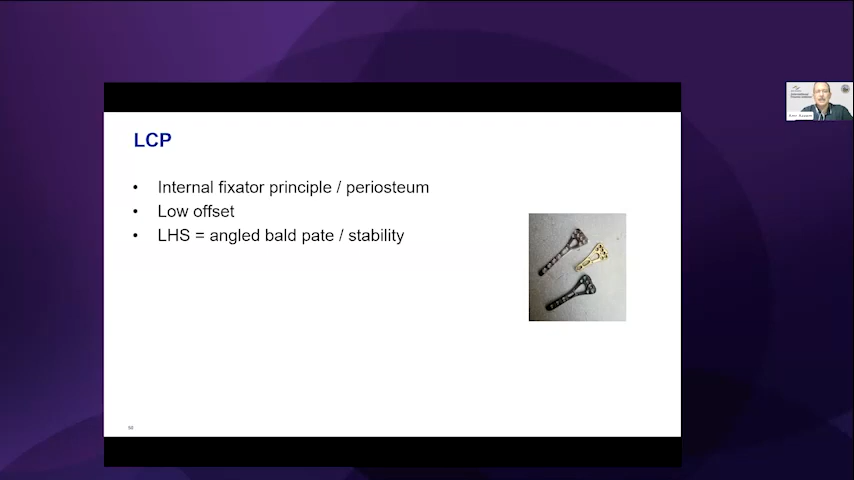 LCP
• Internal fixator principle / periosteum
• Low offset
• LHS = angled bald pate / stability